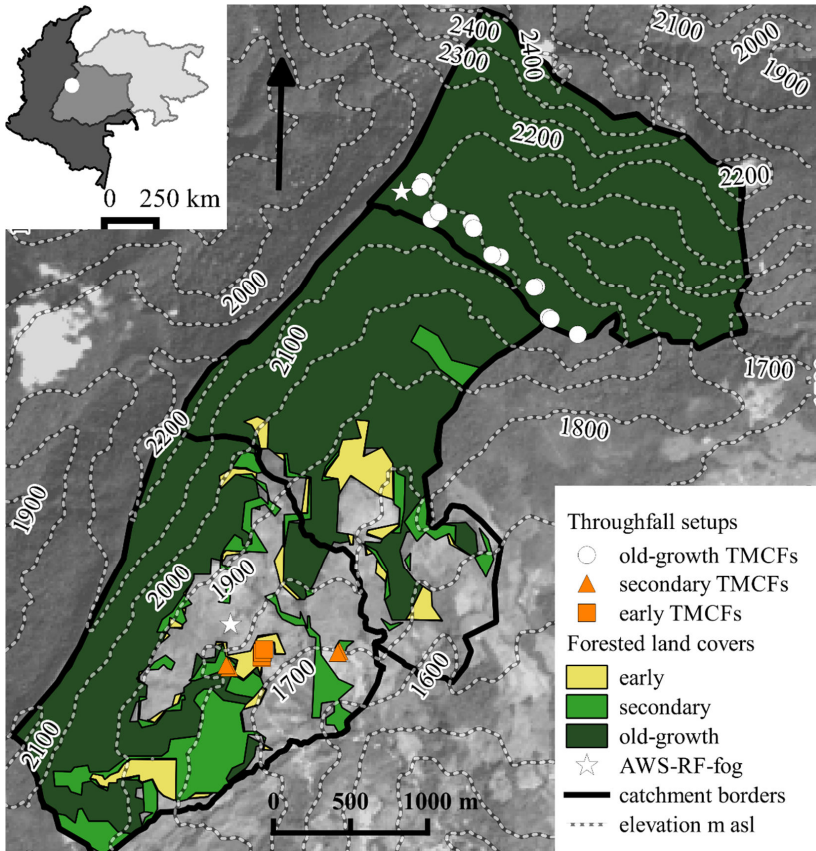 0 250 km
2400
2300
2400
2200
2100
2000
1900
2200
2000
2100
2200
1900
2000
1900
1700
1800
1700
1600
2100
0 500 1000 m
Throughfall setups
old-growth TMCFs
secondary TMCFs
early TMCFs
Forested land covers
early
secondary
old-growth
AWS-RF-fog
catchment borders
elevation m asl